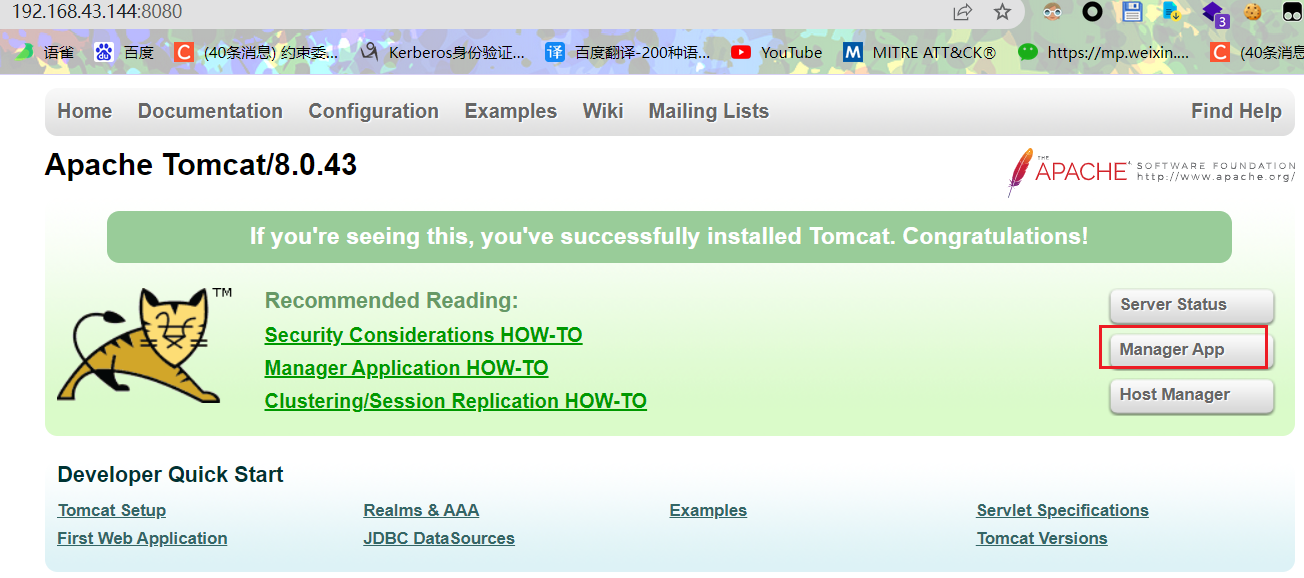 192.168.43.144:8080
3
语雀 百度 (40条消息) 约束委... Kerberos身份验证... 百度翻译-200种语... YouTube MITRE ATT&CK® https://mp.weixin.... (40条消息
Home Documentation Configuration Examples Wiki Mailing Lists Find Help
Apache Tomcat/8.0.43
THE APACHE SOFTWARE FOUNDATION
http://www.apache.org/
If you're seeing this, you've successfully installed Tomcat. Congratulations!
TM
Recommended Reading:
Security Considerations HOW-TO
Manager Application HOW-TO
Clustering/Session Replication HOW-TO
Server Status
Manager App
Host Manager
Developer Quick Start
Tomcat Setup Realms & AAA Examples Servlet Specifications
First Web Application JDBC DataSources Tomcat Versions